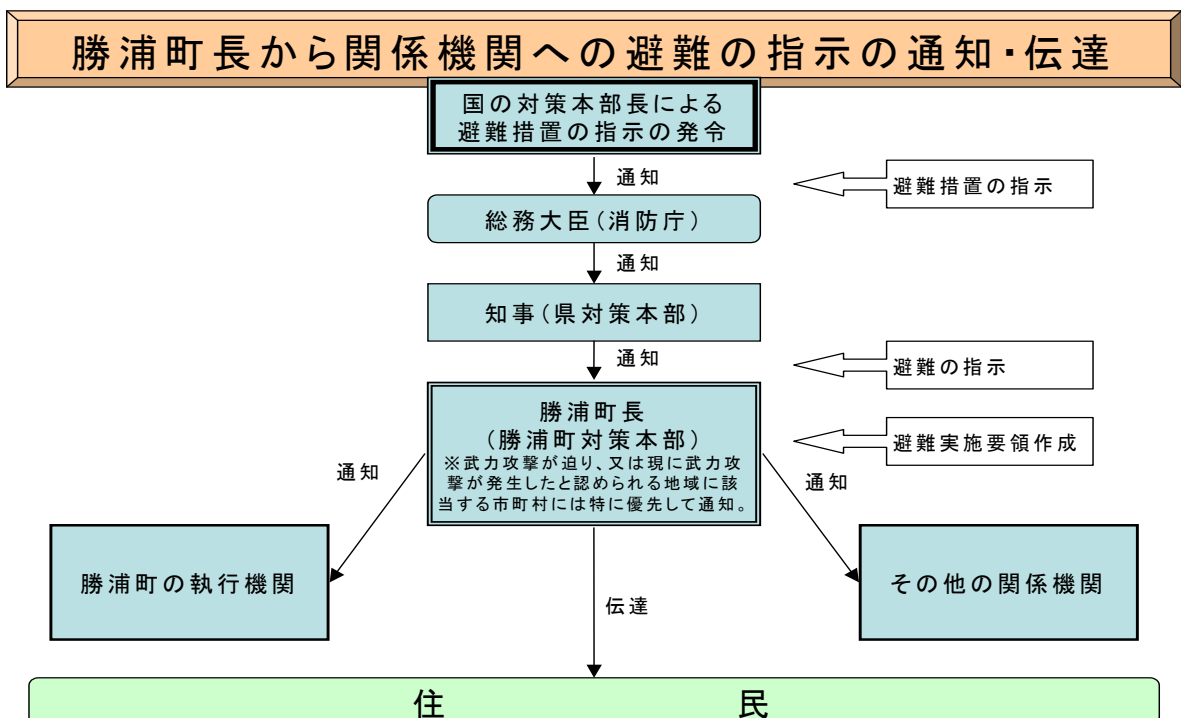 勝浦町長から関係機関への避難の指示の通知・伝達
国の対策本部長による
避難措置の指示の発令
通知
避難措置の指示
総務大臣(消防庁)
通知
知事(県対策本部)
通知
避難の指示
勝浦町長
(勝浦町対策本部)
※武力攻撃が迫り、又は現に武力攻
撃が発生したと認められる地域に該
当する市町村には特に優先して通知。
避難実施要領作成
通知
通知
勝浦町の執行機関
伝達
その他の関係機関
住民